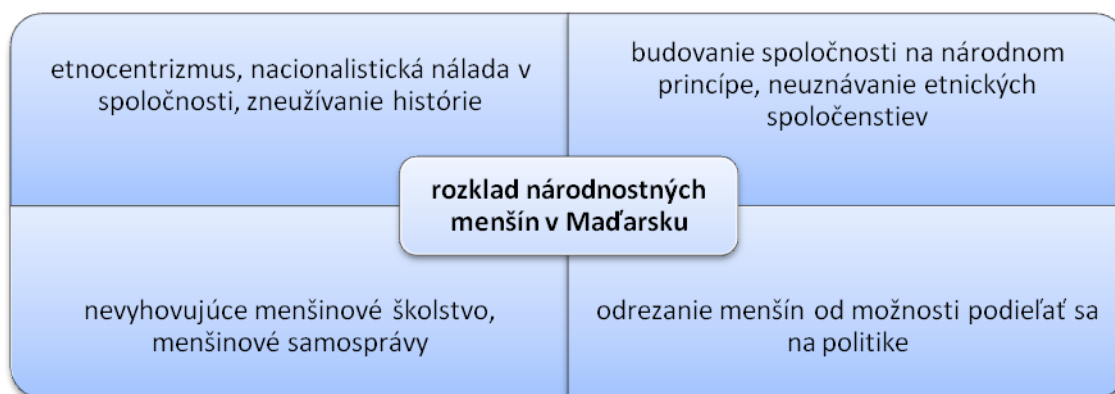 etnocentrizmus, nacionalistická nálada v
spoločnosti, zneužívanie histórie
budovanie spoločnosti na národnom
princípe, neuznávanie etnických
spoločenstiev
rozklad národnostných
menšín v Maďarsku
nevyhovujúce menšinové školstvo,
menšinové samosprávy
odrezanie menšín od možnosti podieľať sa
na politike